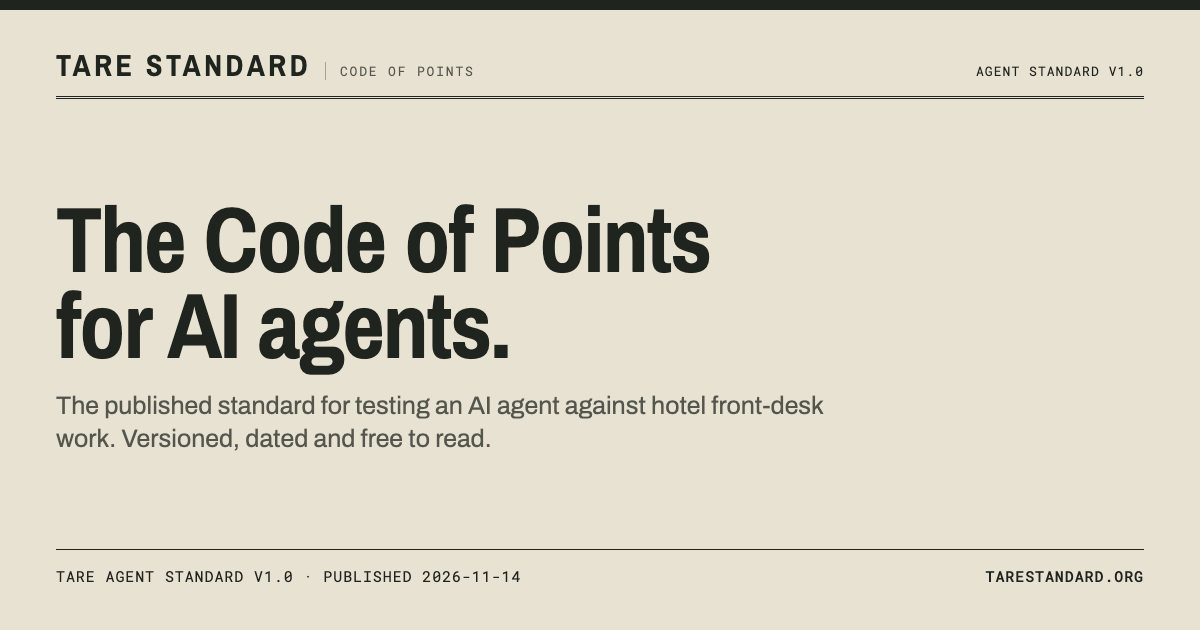 TARE STANDARD
CODE OF POINTS
AGENT STANDARD V1.0
The Code of Points
for AI agents.
The published standard for testing an AI agent against hotel front-desk
work. Versioned, dated and free to read.
TARE AGENT STANDARD V1.0 · PUBLISHED 2026-11-14
TARESTANDARD.ORG